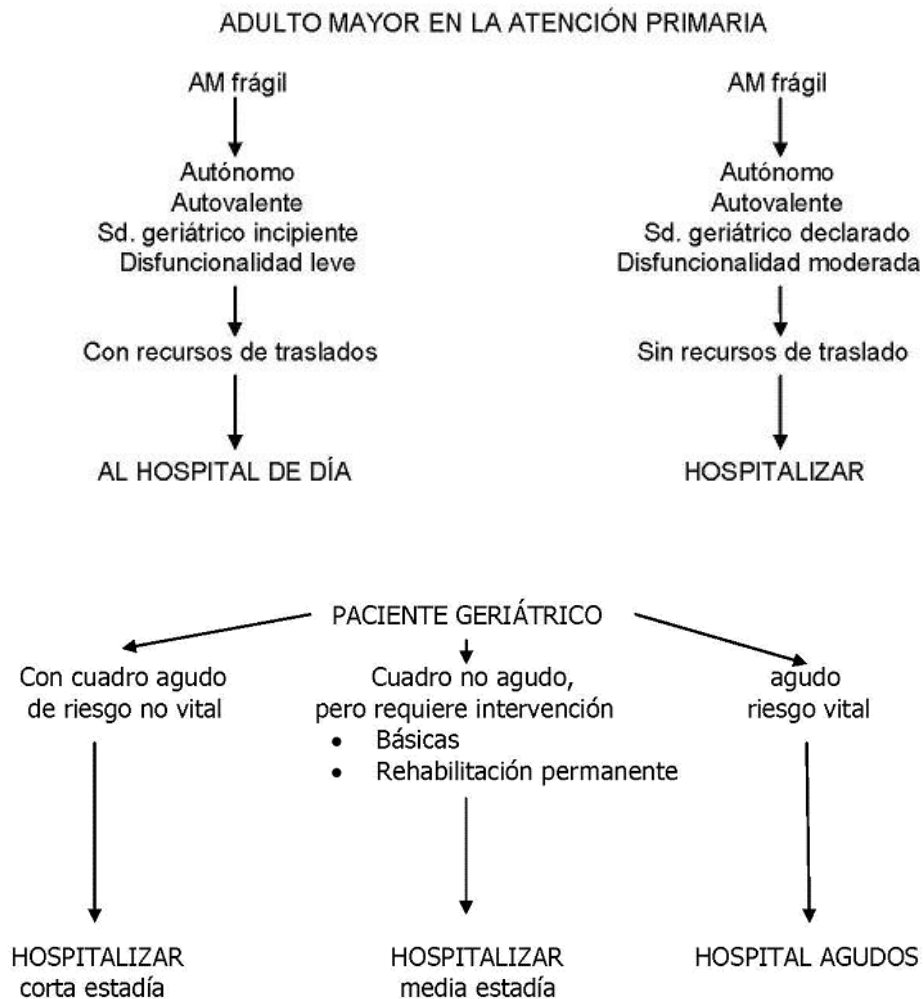 ADULTO MAYOR EN LA ATENCIÓN PRIMARIA
AM frágil
Autónomo
Autovalente
Sd. geriátrico incipiente
Disfuncionalidad leve
Con recursos de traslados
AL HOSPITAL DE DÍA
AM frágil
Autónomo
Autovalente
Sd. geriátrico declarado
Disfuncionalidad moderada
Sin recursos de traslado
HOSPITALIZAR
PACIENTE GERIÁTRICO
Con cuadro agudo
de riesgo no vital
HOSPITALIZAR
corta estadía
Cuadro no agudo,
pero requiere intervención
• Básicas
• Rehabilitación permanente
HOSPITALIZAR
media estadía
agudo
riesgo vital
HOSPITAL AGUDOS